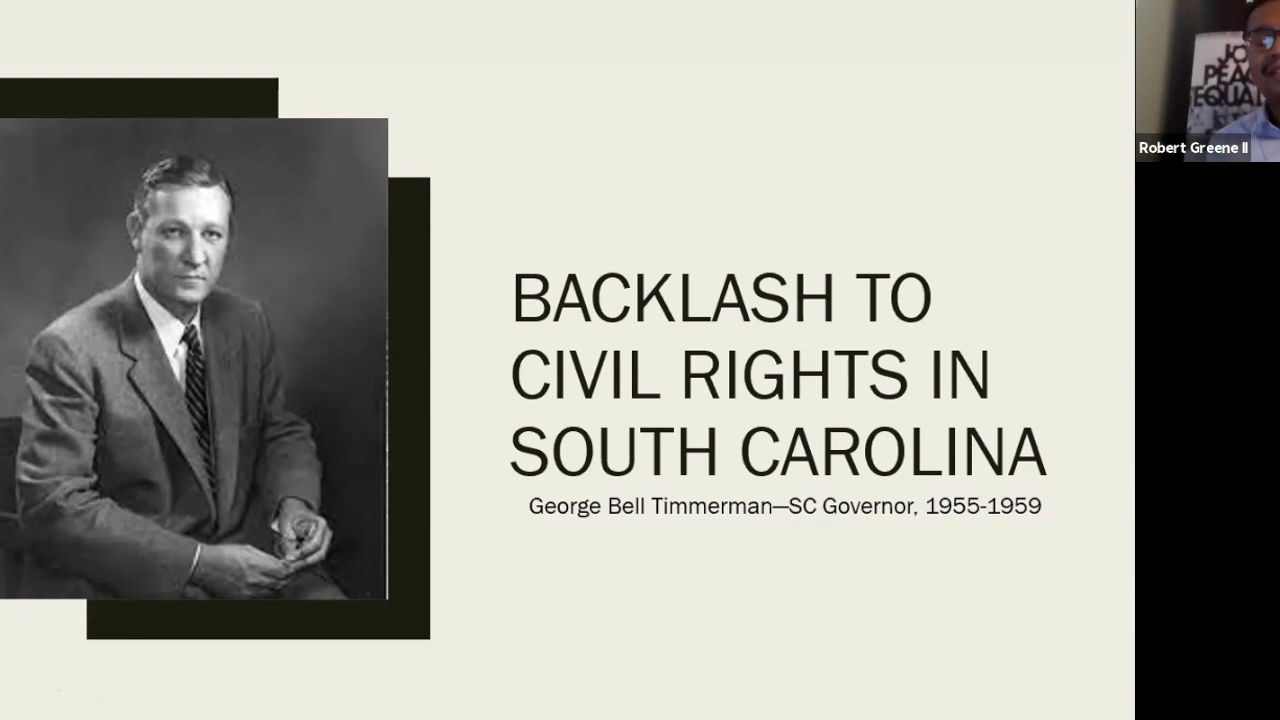 BACKLASH TO
CIVIL RIGHTS IN
SOUTH CAROLINA
George Bell Timmerman—SC Governor, 1955-1959
Robert Greene II